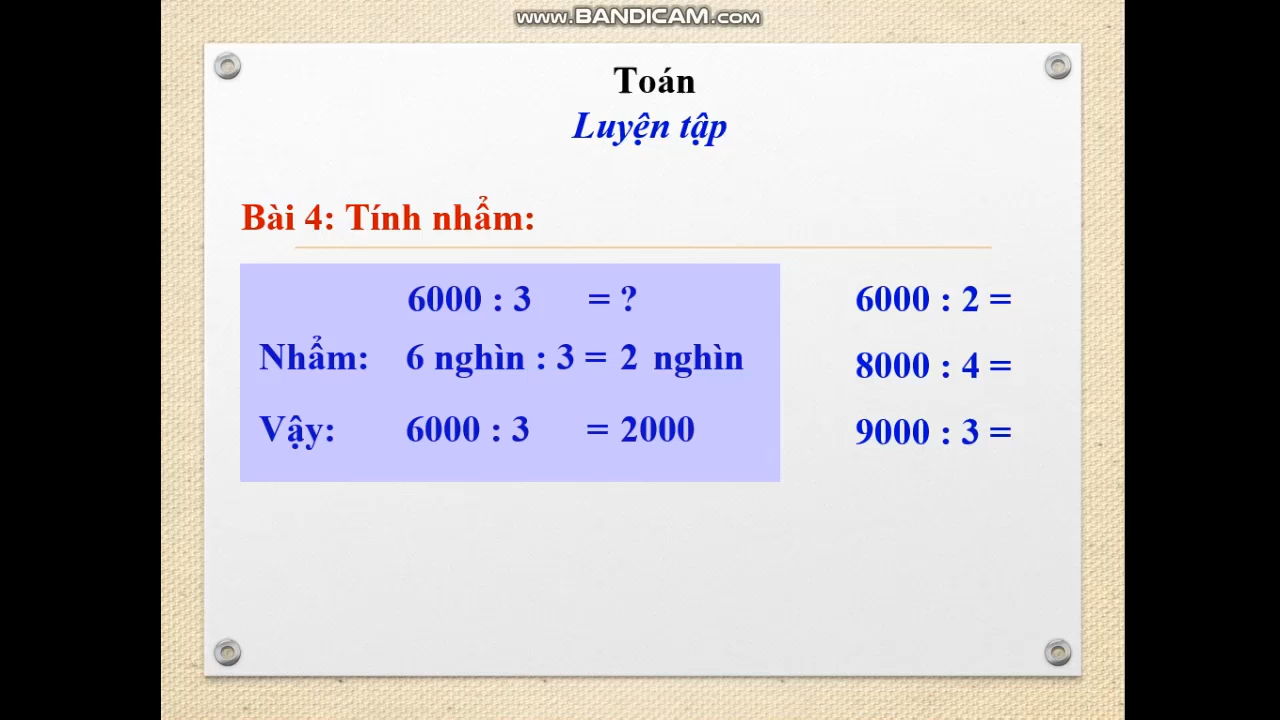 www.BANDICAM.com
Toán
Luyện tập
Bài 4: Tính nhẩm:
6000 : 3 = ?
Nhẩm: 6 nghìn : 3 = 2 nghìn
Vậy: 6000 : 3 = 2000
6000 : 2 =
8000 : 4 =
9000 : 3 =